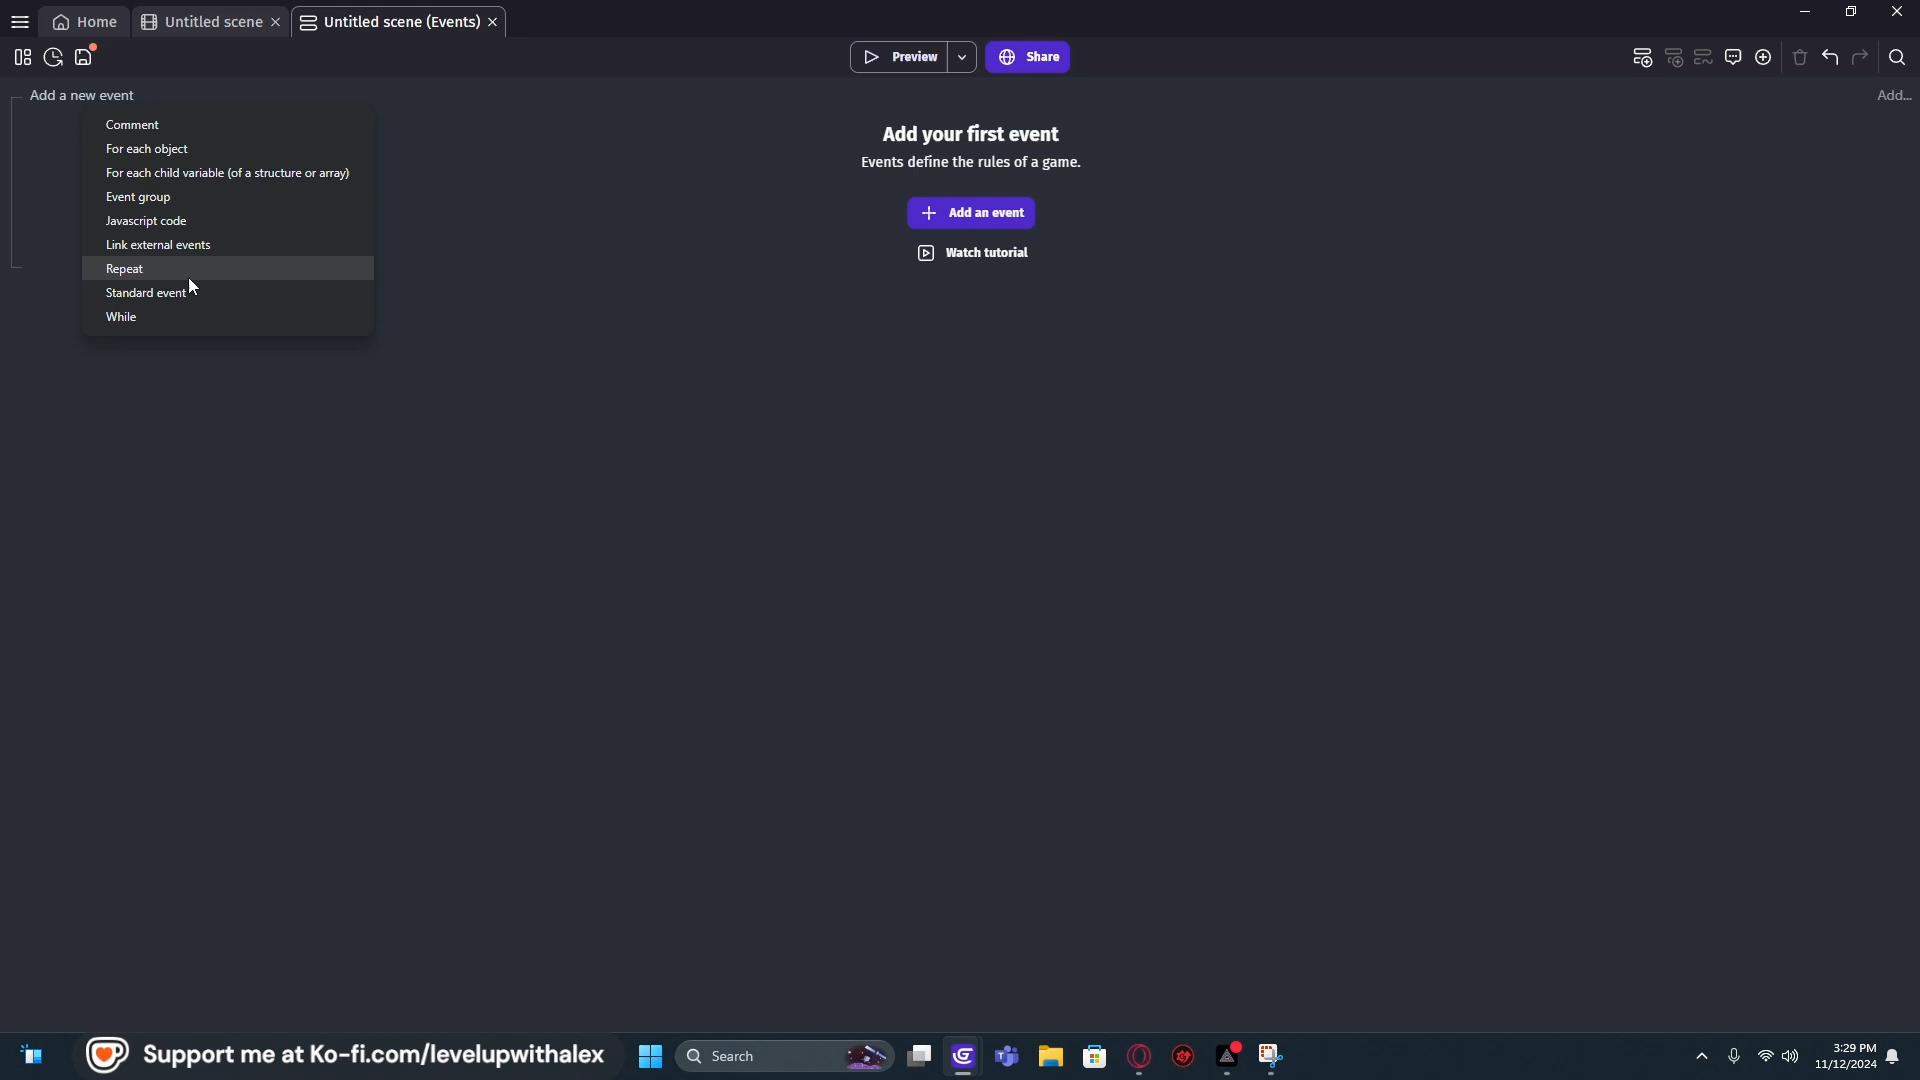 Home
Untitled scene
Untitled scene (Events)
Preview
Share
Add a new event
Add...
Comment
For each object
For each child variable (of a structure or array)
Event group
Javascript code
Link external events
Repeat
Standard event
While
Add your first event
Events define the rules of a game.
Add an event
Watch tutorial
Support me at Ko-fi.com/levelupwithalex
Search
3:29 PM
11/12/2024